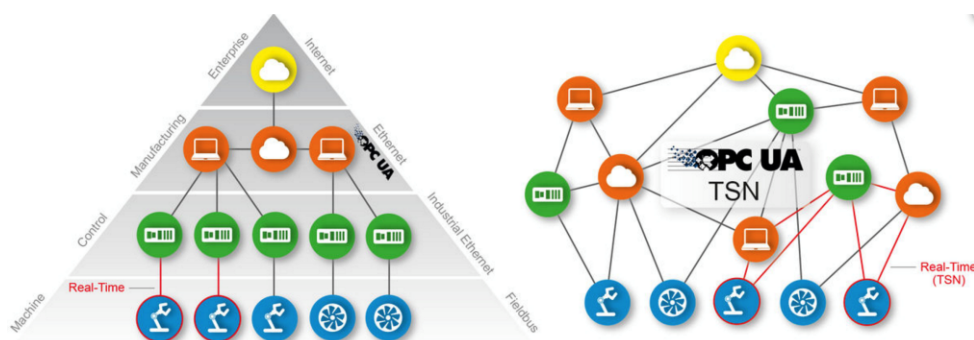 Enterprise
Internet
Manufacturing
Ethernet
OPC UA
Control
Industrial Ethernet
Real-Time
Machine
Fieldbus
OPC UA
TSN
Real-Time
(TSN)